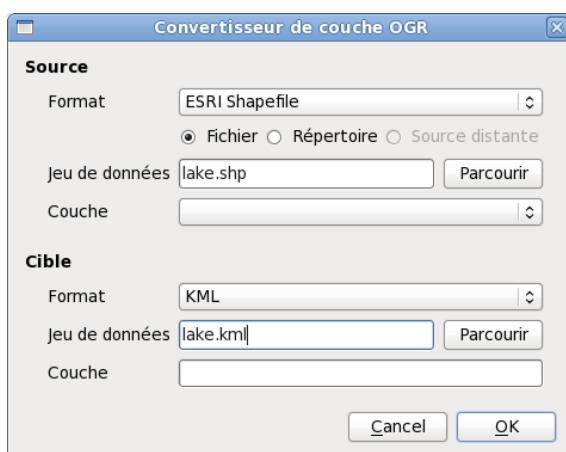 Convertisseur de couche OGR
Source
Format ESRI Shapefile
Fichier Répertoire Source distante
Jeu de données lake.shp Parcourir
Couche
Cible
Format KML
Jeu de données lake.kml Parcourir
Couche
Cancel OK